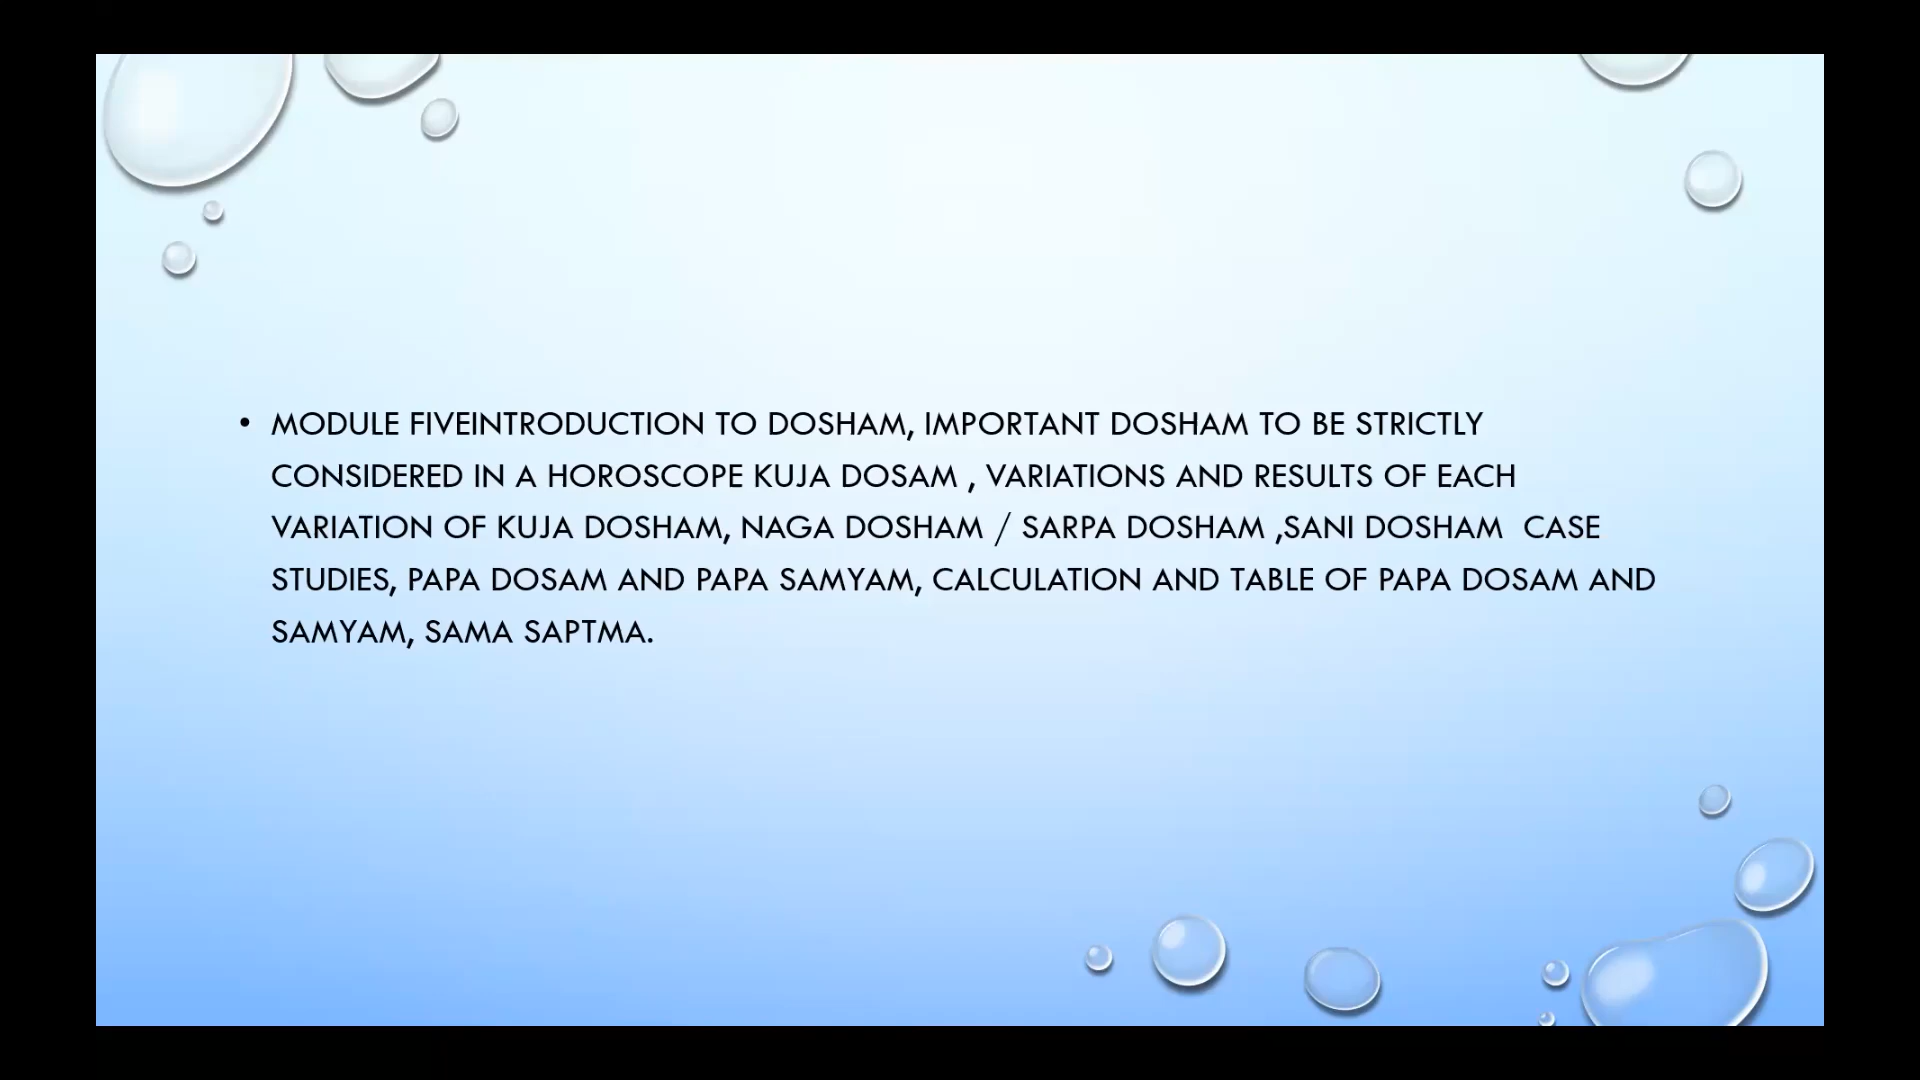 • MODULE FIVEINTRODUCTION TO DOSHAM, IMPORTANT DOSHAM TO BE STRICTLY
CONSIDERED IN A HOROSCOPE KUJA DOSAM , VARIATIONS AND RESULTS OF EACH
VARIATION OF KUJA DOSHAM, NAGA DOSHAM / SARPA DOSHAM ,SANI DOSHAM  CASE
STUDIES, PAPA DOSAM AND PAPA SAMYAM, CALCULATION AND TABLE OF PAPA DOSAM AND
SAMYAM, SAMA SAPTMA.